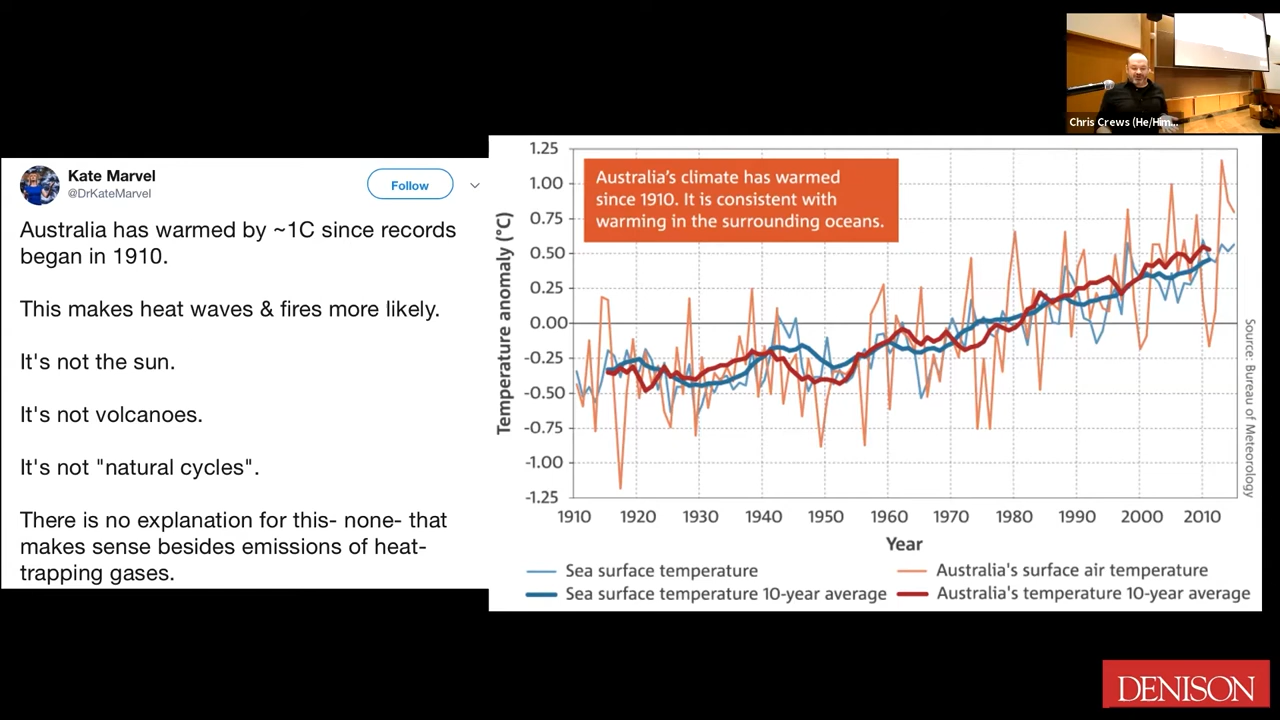 Chris Crews (He/Him...
Kate Marvel
@DrKateMarvel
Follow
Australia has warmed by ~1C since records
began in 1910.
This makes heat waves & fires more likely.
It's not the sun.
It's not volcanoes.
It's not "natural cycles".
There is no explanation for this- none- that
makes sense besides emissions of heat-
trapping gases.
Australia's climate has warmed
since 1910. It is consistent with
warming in the surrounding oceans.
Temperature anomaly (°C)
1.25
1.00
0.75
0.50
0.25
0.00
-0.25
-0.50
-0.75
-1.00
-1.25
1910 1920 1930 1940 1950 1960 1970 1980 1990 2000 2010
Year
Source: Bureau of Meteorology
Sea surface temperature
Australia's surface air temperature
Sea surface temperature 10-year average
Australia's temperature 10-year average
DENISON